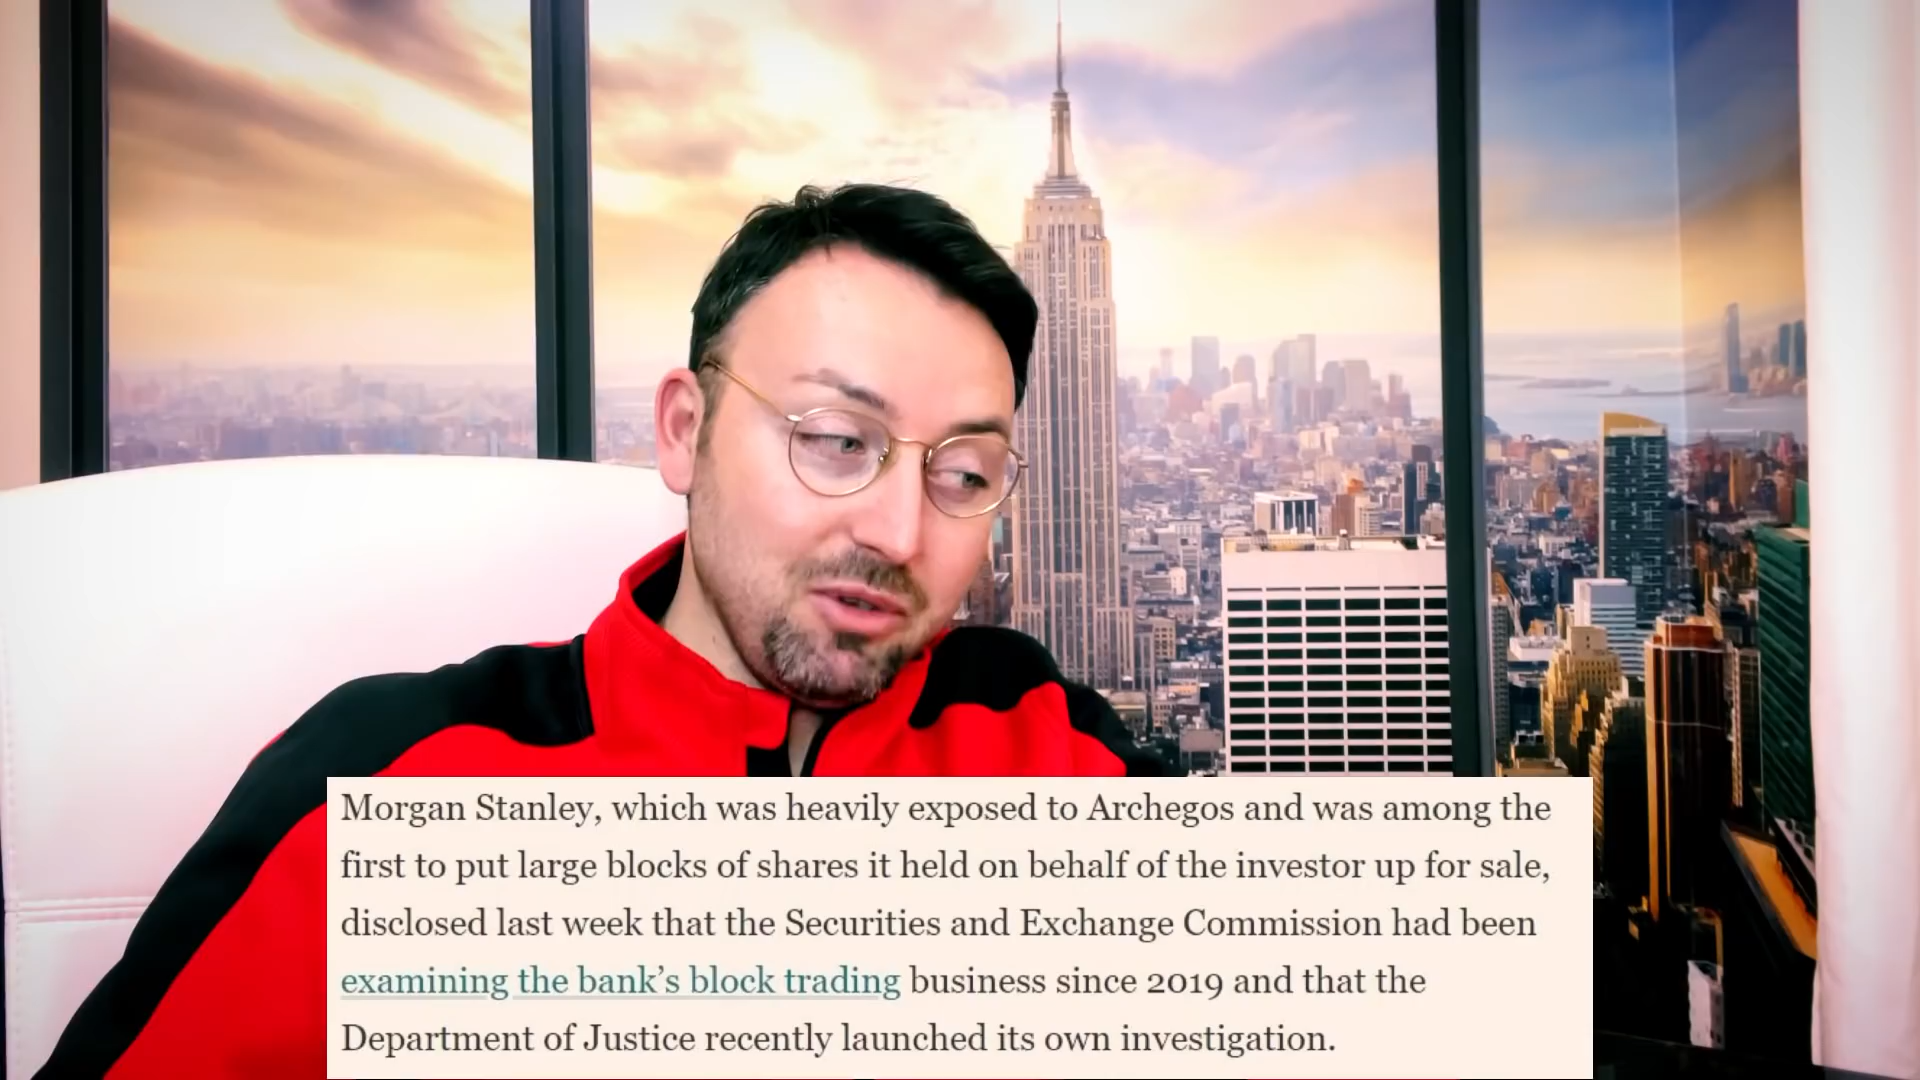 Morgan Stanley, which was heavily exposed to Archegos and was among the
first to put large blocks of shares it held on behalf of the investor up for sale,
disclosed last week that the Securities and Exchange Commission had been
examining the bank’s block trading business since 2019 and that the
Department of Justice recently launched its own investigation.